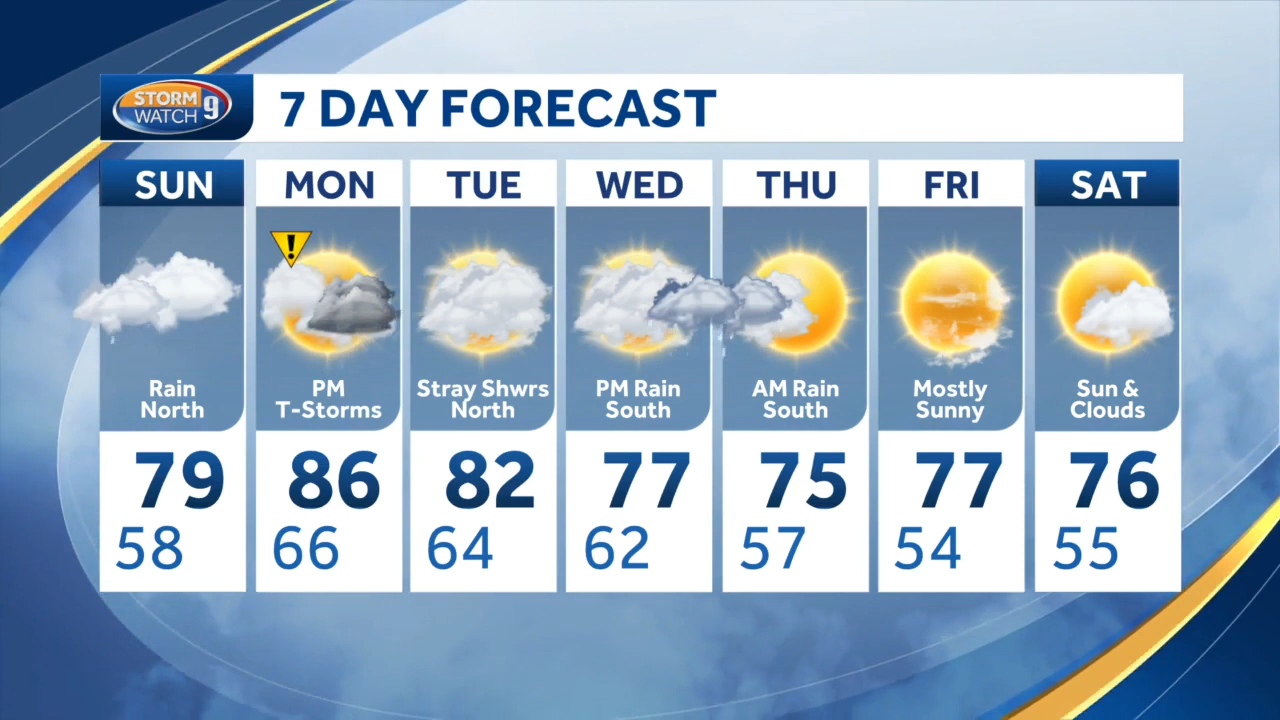 STORM
WATCH 9
7 DAY FORECAST
SUN
MON
TUE
WED
THU
FRI
SAT
!
Rain
North
PM
T-Storms
Stray Shwrs
North
PM Rain
South
AM Rain
South
Mostly
Sunny
Sun &
Clouds
79
58
86
66
82
64
77
62
75
57
77
54
76
55